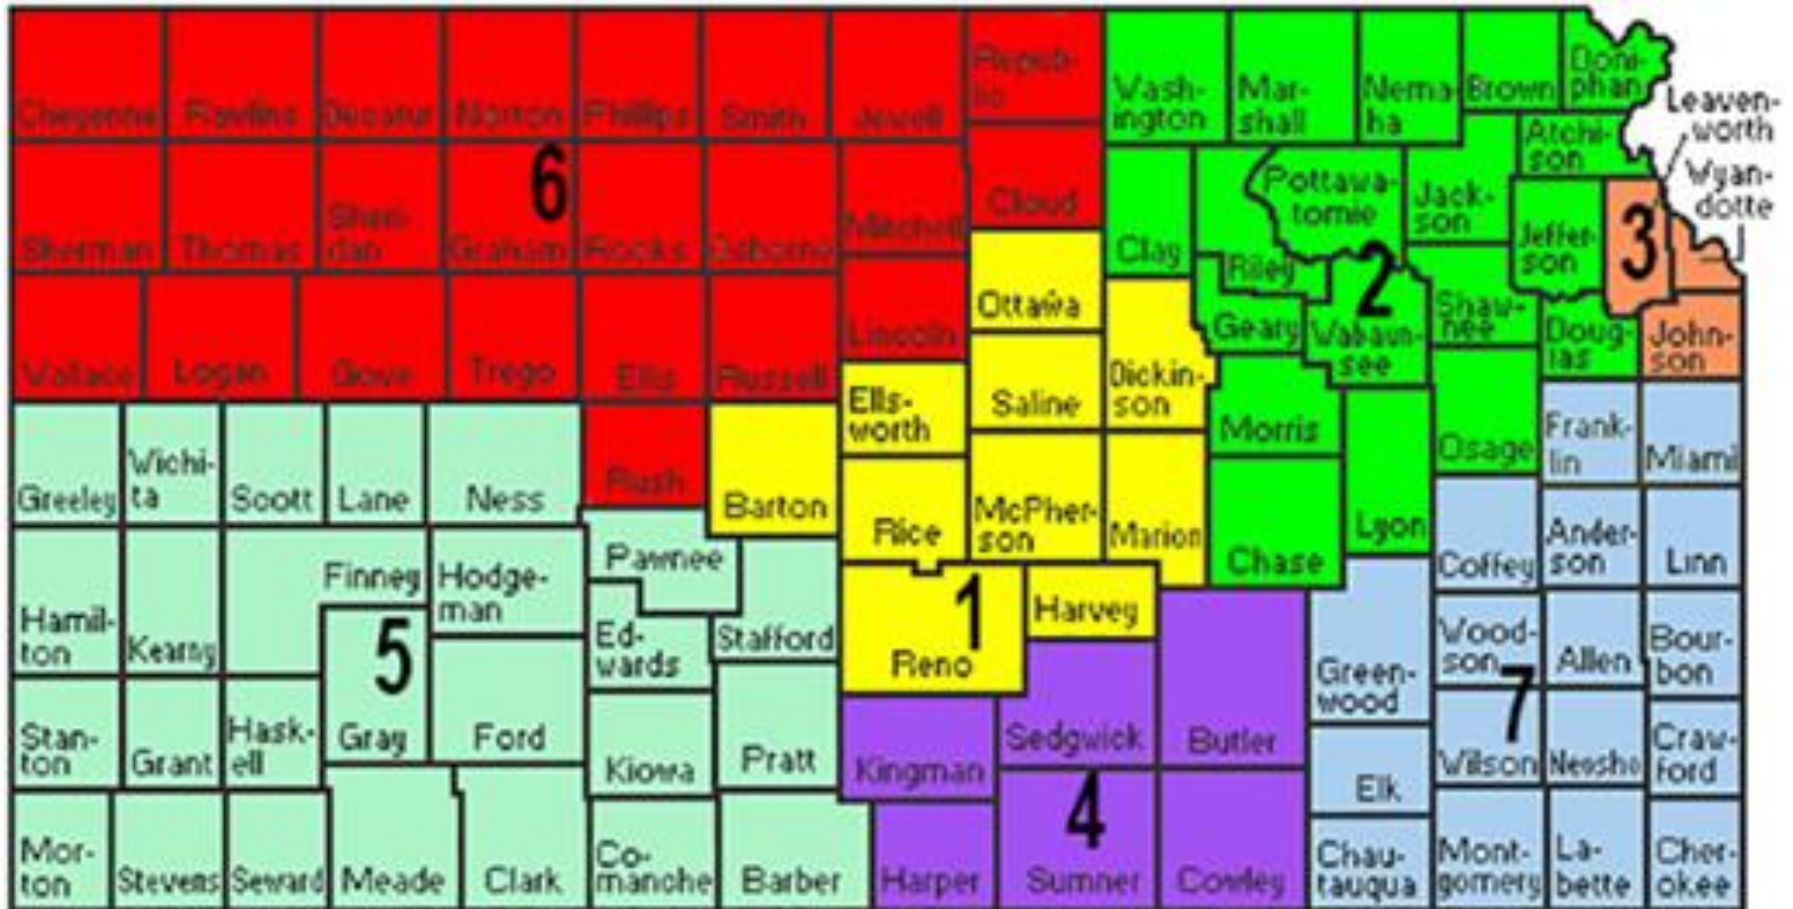 Cheyenne Rawlins Decatur Norton Phillips Smith Jewell
Repub-
lic
Wash-
ington
Mar-
shall
Nema-
ha
Brown
Doni-
phan
Leaven-
worth
Wyan-
dotte
Atchi-
son
Sherman Thomas
Sheri-
dan
Graham
6
Rocks Osborne Mitchell
Cloud
Clay
Riley
Pottawa-
tomie
Jack-
son
Jeffer-
son
3
2
Wallace Logan Gove Trego Ellis Russell Lincoln
Ottawa
Saline
Dickin-
son
Geary
Wabaun-
see
Shaw-
nee
Doug-
las
John-
son
Ells-
worth
Morris
Osage
Frank-
lin
Miami
Greeley
Wichi-
ta
Scott Lane Ness
Rush
Barton
Rice
McPher-
son
Marion
Chase
Lyon
Coffey
Ander-
son
Linn
Hamil-
ton
Kearny
Finney
Hodge-
man
Pawnee
Ed-
wards
Stafford
5
1
Reno
Harvey
Green-
wood
Wood-
son
Allen
Bour-
bon
7
Stan-
ton
Grant
Hask-
ell
Gray
Ford
Kiowa
Pratt
Kingman
Sedgwick
Butler
Elk
Wilson
Neosho
Craw-
ford
4
Mor-
ton
Stevens Seward Meade Clark
Co-
manche
Barber Harper Sumner Cowley
Chau-
tauqua
Mont-
gomery
La-
bette
Cher-
okee